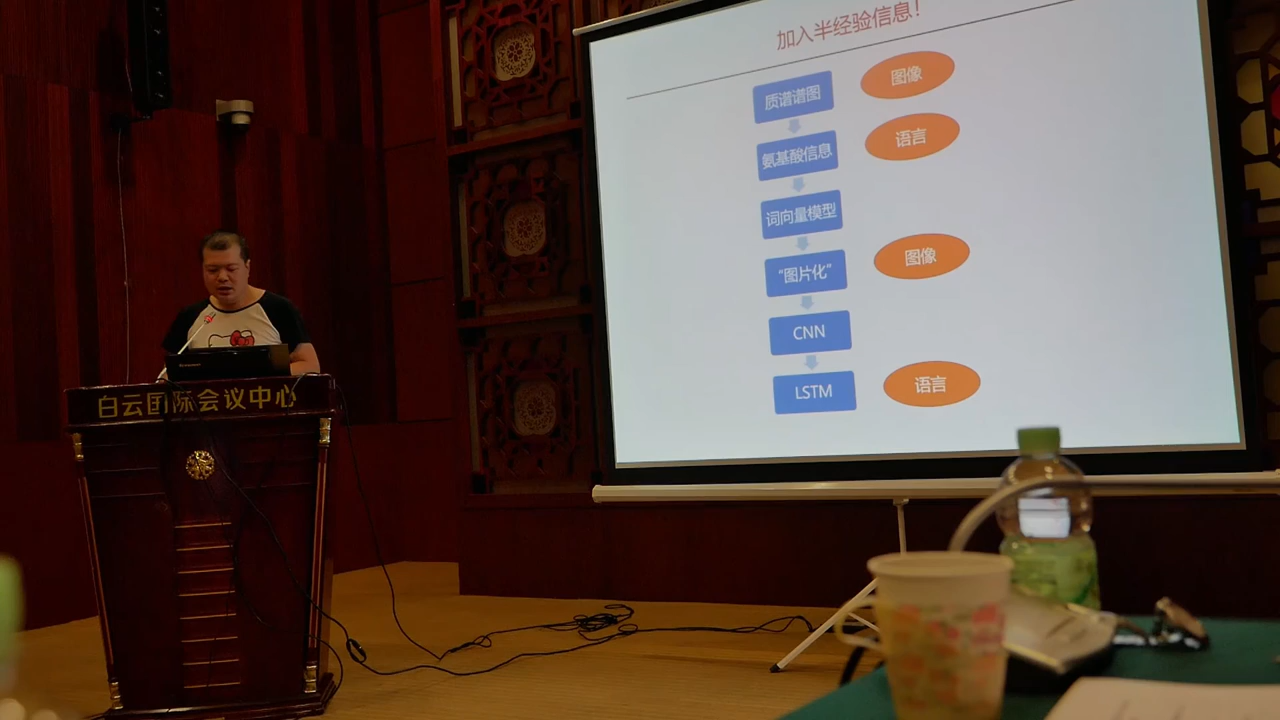 加入半经验信息！
质谱谱图
图像
氨基酸信息
语言
词向量模型
“图片化”
图像
CNN
LSTM
语言
白云国际会议中心